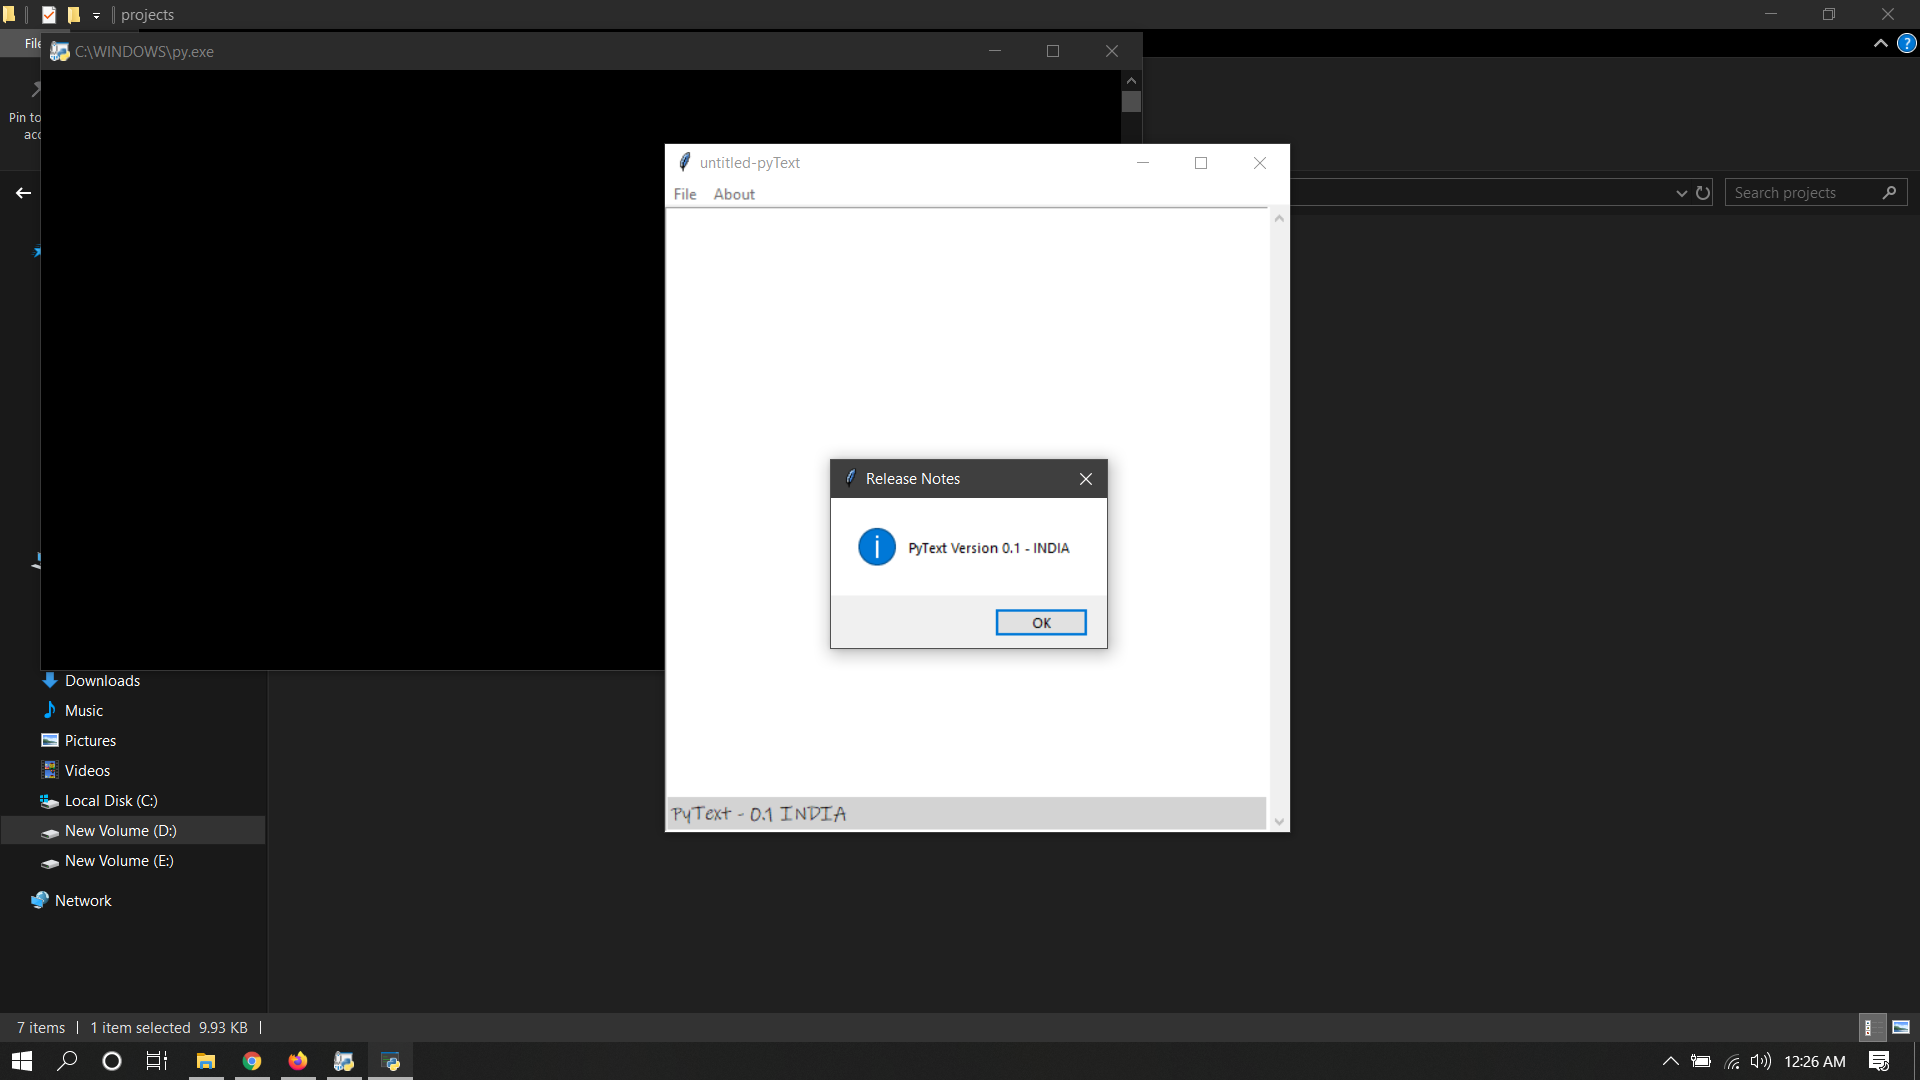 projects
File
C:\WINDOWS\py.exe
Pin to
untitled-pyText
File About
Search projects
Release Notes
PyText Version 0.1 - INDIA
OK
Downloads
Music
Pictures
Videos
Local Disk (C:)
New Volume (D:)
New Volume (E:)
Network
PyText - 0.1 INDIA
7 items | 1 item selected 9.93 KB |
12:26 AM